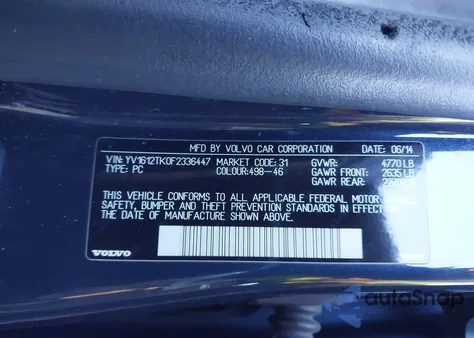 MFD BY VOLVO CAR CORPORATION DATE: 06/14
VIN: YV1612TK0F2336447 MARKET CODE: 31 GVWR: 4770 LB
TYPE: PC COLOUR:498-46 GAWR FRONT: 2635 LB
GAWR REAR:
THIS VEHICLE CONFORMS TO ALL APPLICABLE FEDERAL MOTOR VEHICLE
SAFETY, BUMPER AND THEFT PREVENTION STANDARDS IN EFFECT ON
THE DATE OF MANUFACTURE SHOWN ABOVE.
VOLVO
autoSnap